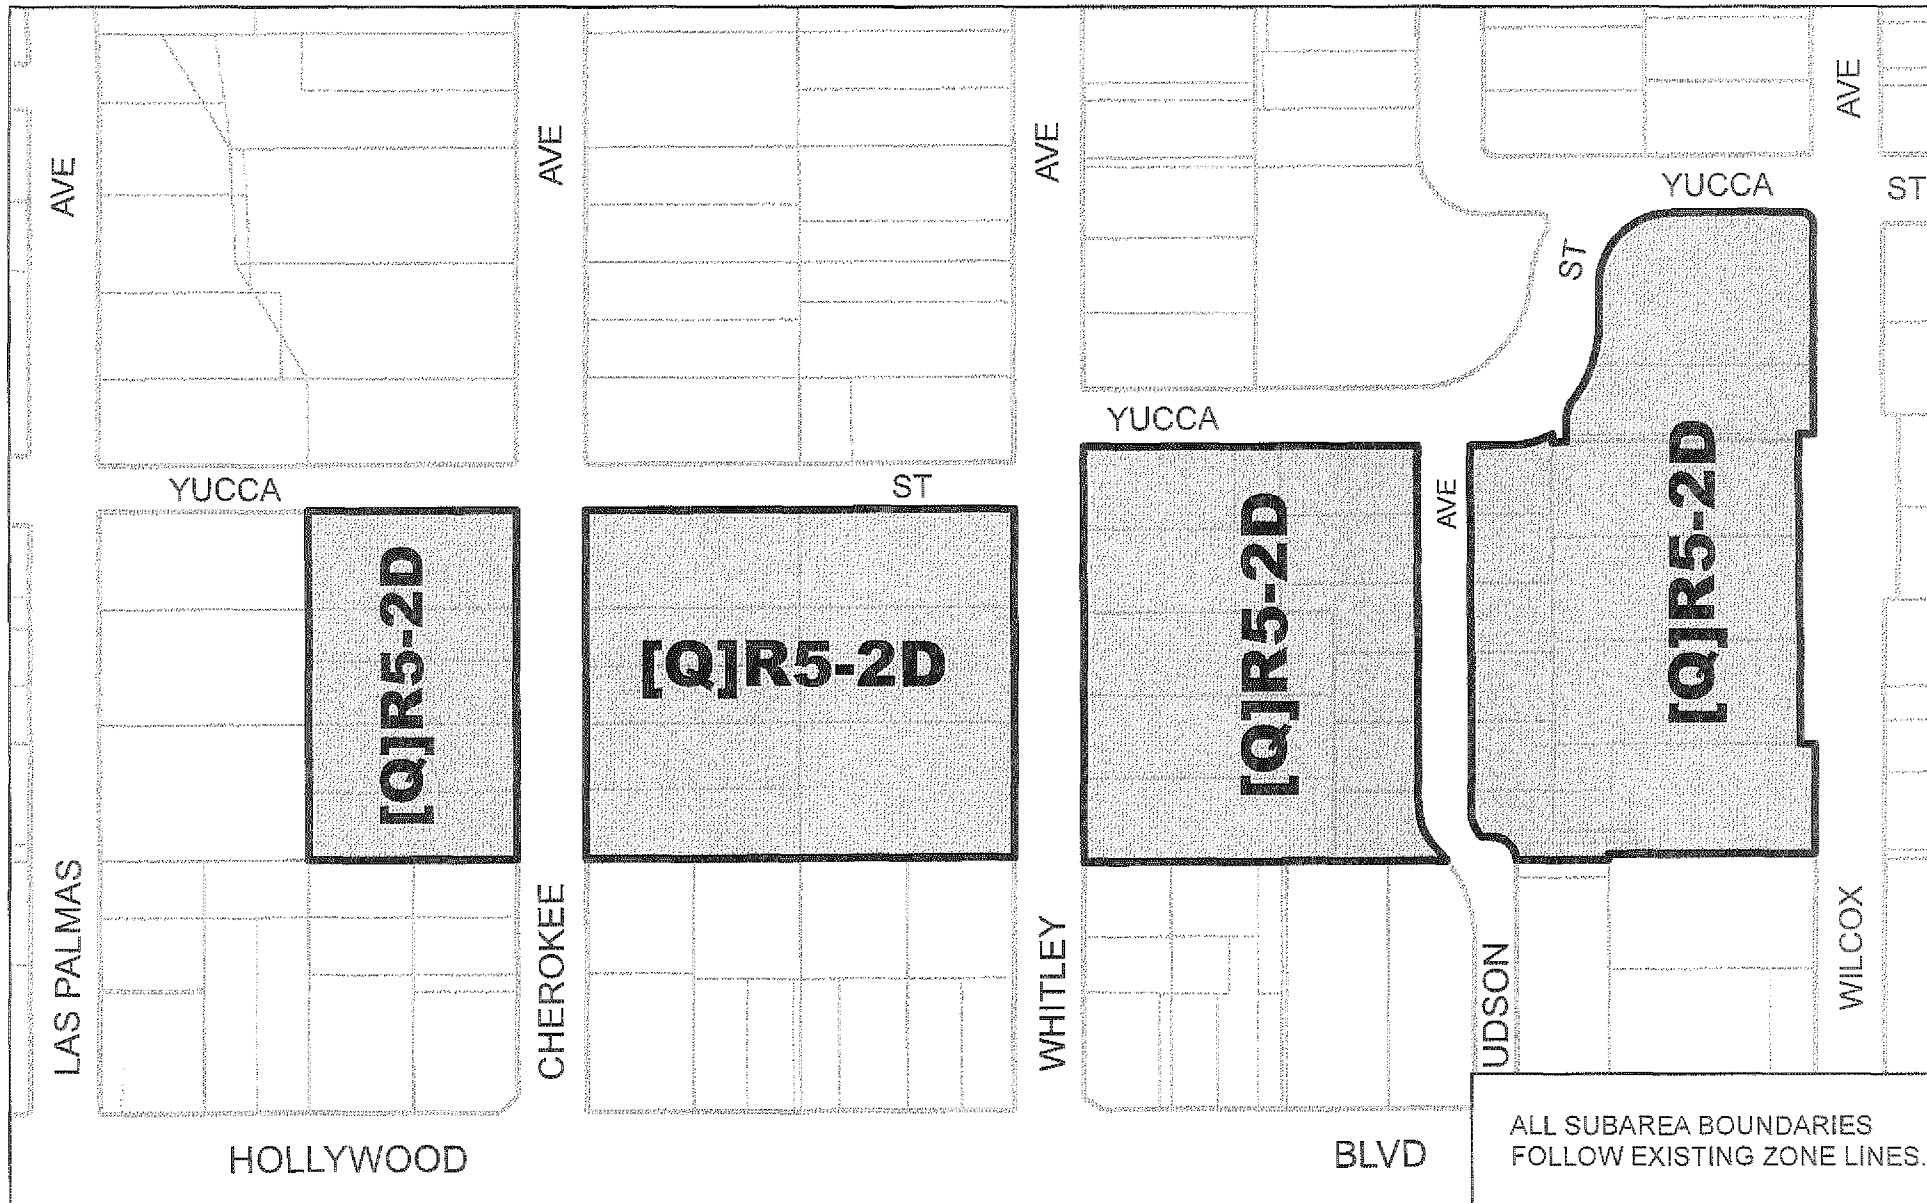 AVE
AVE
AVE
AVE
YUCCA
ST
ST
YUCCA
YUCCA
ST
AVE
[Q]R5-2D
[Q]R5-2D
[Q]R5-2D
[Q]R5-2D
LAS PALMAS
CHEROKEE
WHITLEY
UDSON
WILCOX
HOLLYWOOD
BLVD
ALL SUBAREA BOUNDARIES
FOLLOW EXISTING ZONE LINES.